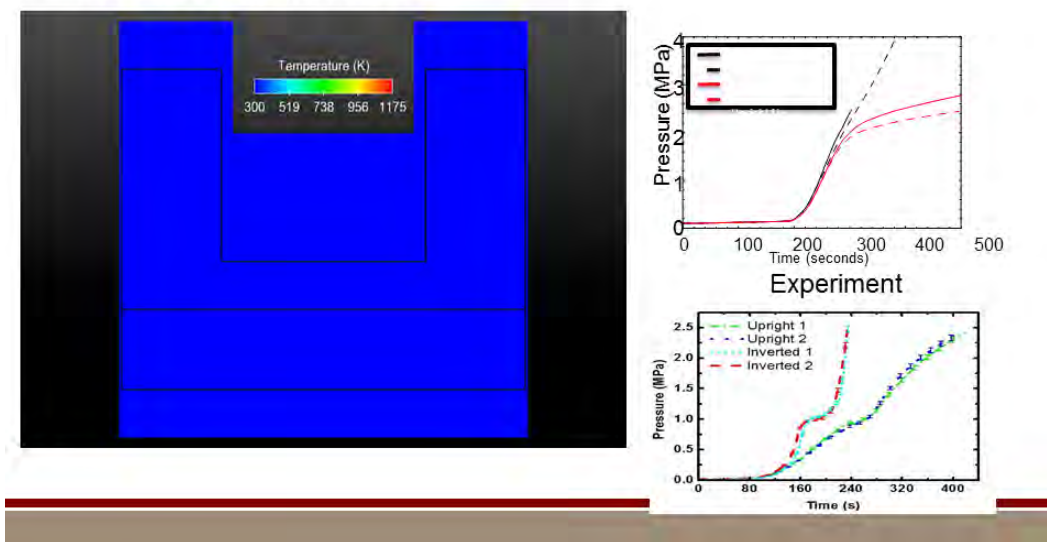 Temperature (K)
300 519 738 956 1175
Pressure (MPa)
4
3
2
1
0
0 100 200 300 400 500
Time (seconds)
Experiment
Pressure (MPa)
2.5
2.0
1.5
1.0
0.5
0.0
Upright 1
Upright 2
Inverted 1
Inverted 2
0 80 160 240 320 400
Time (s)